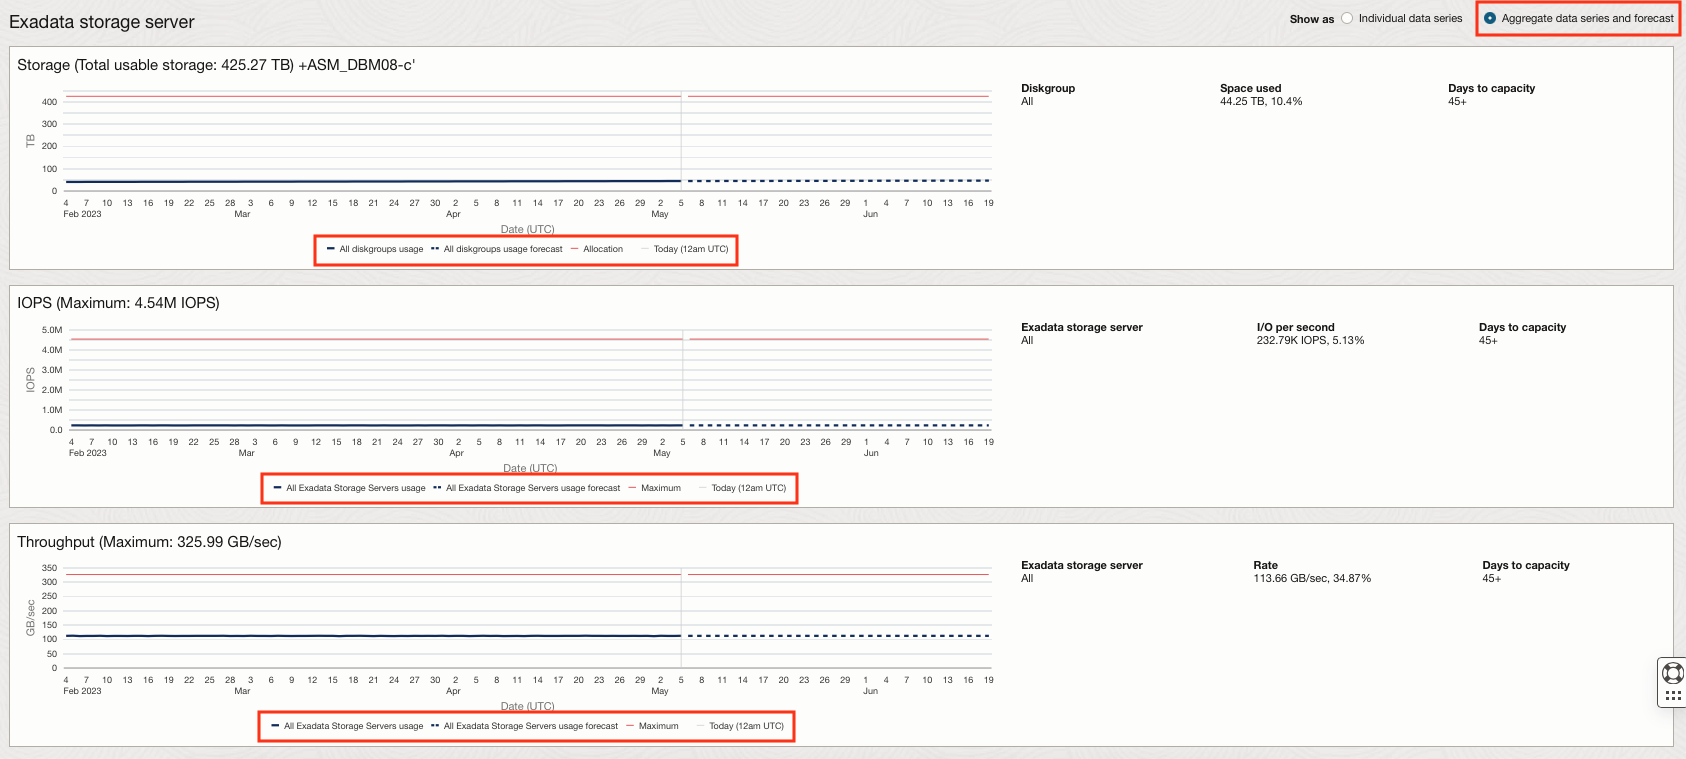 Exadata storage server
Show as Individual data series Aggregate data series and forecast
Storage (Total usable storage: 425.27 TB) +ASM_DBM08-c'
400
300
200
100
0
TB
4 7 10 13 16 19 22 25 28 3 6 9 12 15 18 21 24 27 30 2 5 8 11 14 17 20 23 26 29 2 5 8 11 14 17 20 23 26 29 1 4 7 10 13 16 19
Feb 2023 Mar Apr May Jun
Date (UTC)
All diskgroups usage All diskgroups usage forecast Allocation Today (12am UTC)
Diskgroup Space used Days to capacity
All 44.25 TB, 10.4% 45+
IOPS (Maximum: 4.54M IOPS)
5.0M
4.0M
3.0M
2.0M
1.0M
0.0
IOPS
4 7 10 13 16 19 22 25 28 3 6 9 12 15 18 21 24 27 30 2 5 8 11 14 17 20 23 26 29 2 5 8 11 14 17 20 23 26 29 1 4 7 10 13 16 19
Feb 2023 Mar Apr May Jun
Date (UTC)
All Exadata Storage Servers usage All Exadata Storage Servers usage forecast Maximum Today (12am UTC)
Exadata storage server I/O per second Days to capacity
All 232.79K IOPS, 5.13% 45+
Throughput (Maximum: 325.99 GB/sec)
350
300
250
200
150
100
50
0
GB/sec
4 7 10 13 16 19 22 25 28 3 6 9 12 15 18 21 24 27 30 2 5 8 11 14 17 20 23 26 29 2 5 8 11 14 17 20 23 26 29 1 4 7 10 13 16 19
Feb 2023 Mar Apr May Jun
Date (UTC)
All Exadata Storage Servers usage All Exadata Storage Servers usage forecast Maximum Today (12am UTC)
Exadata storage server Rate Days to capacity
All 113.66 GB/sec, 34.87% 45+